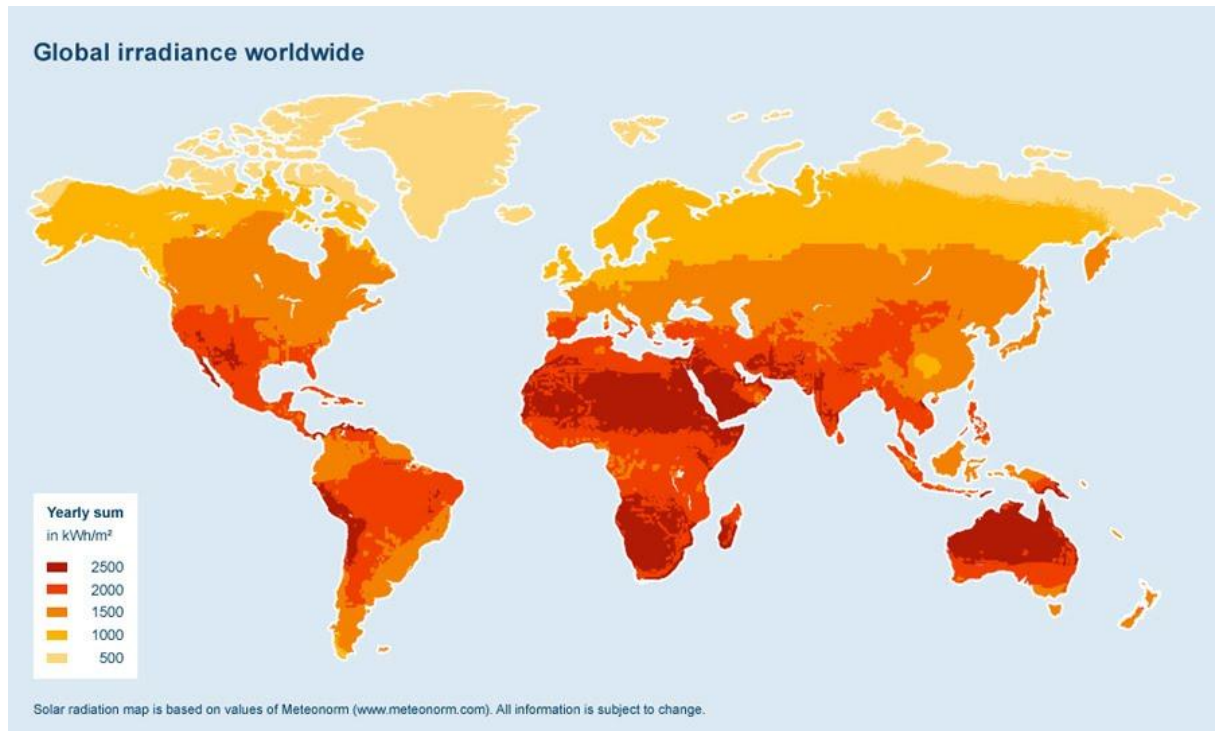 Global irradiance worldwide
Yearly sum
in kWh/m²
2500
2000
1500
1000
500
Solar radiation map is based on values of Meteonorm (www.meteonorm.com). All information is subject to change.